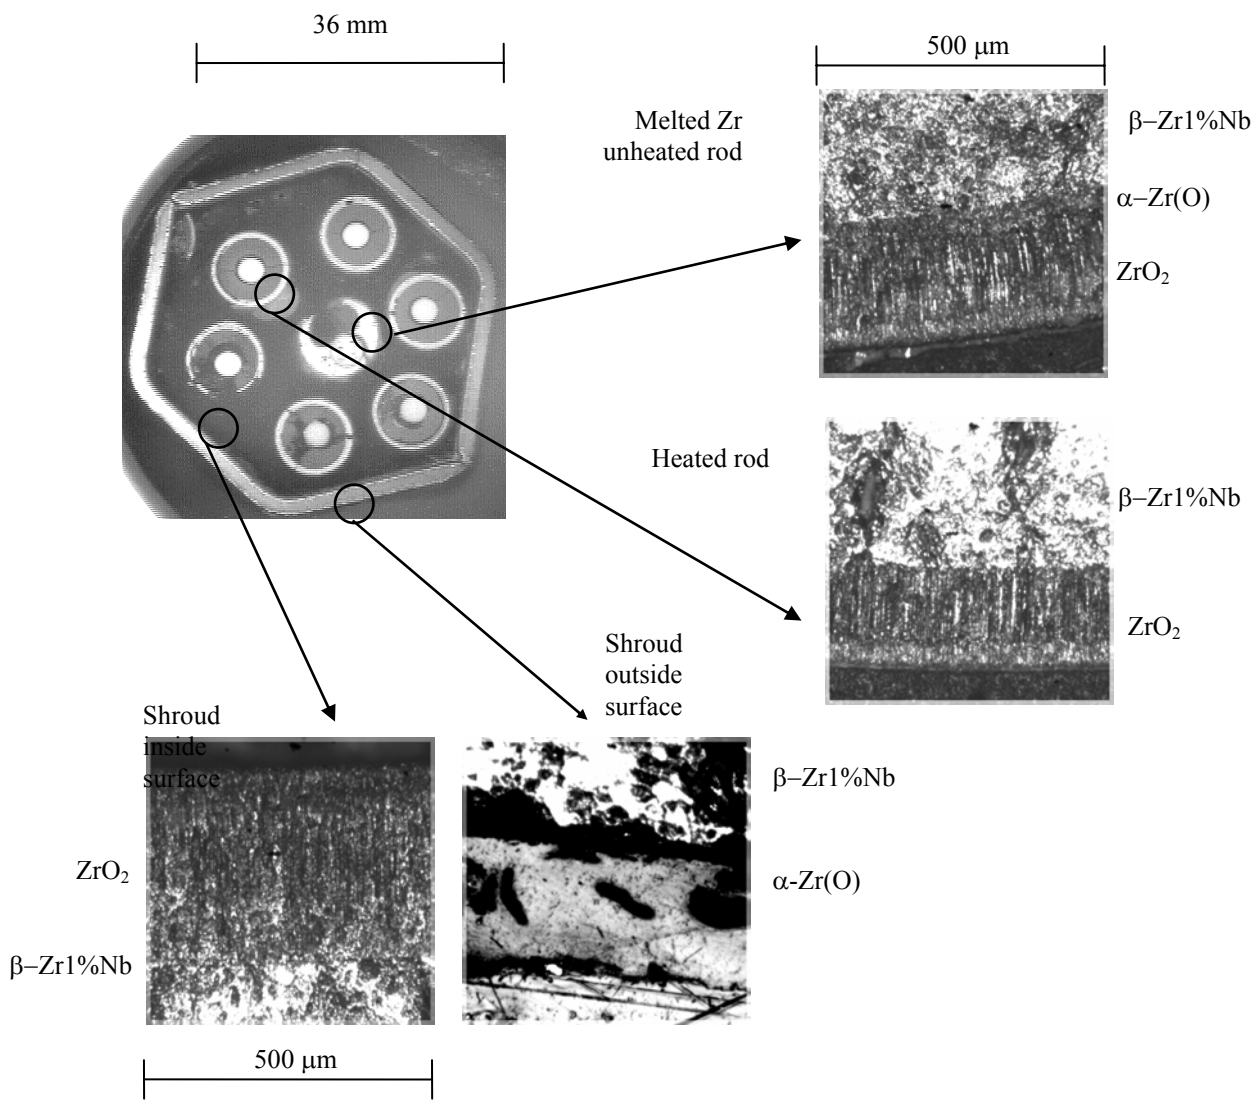 36 mm
500 μm
Melted Zr
unheated rod
β–Zr1%Nb
α–Zr(O)
ZrO₂
Heated rod
β–Zr1%Nb
ZrO₂
Shroud
outside
surface
Shroud
inside
surface
ZrO₂
β–Zr1%Nb
β–Zr1%Nb
α-Zr(O)
500 μm